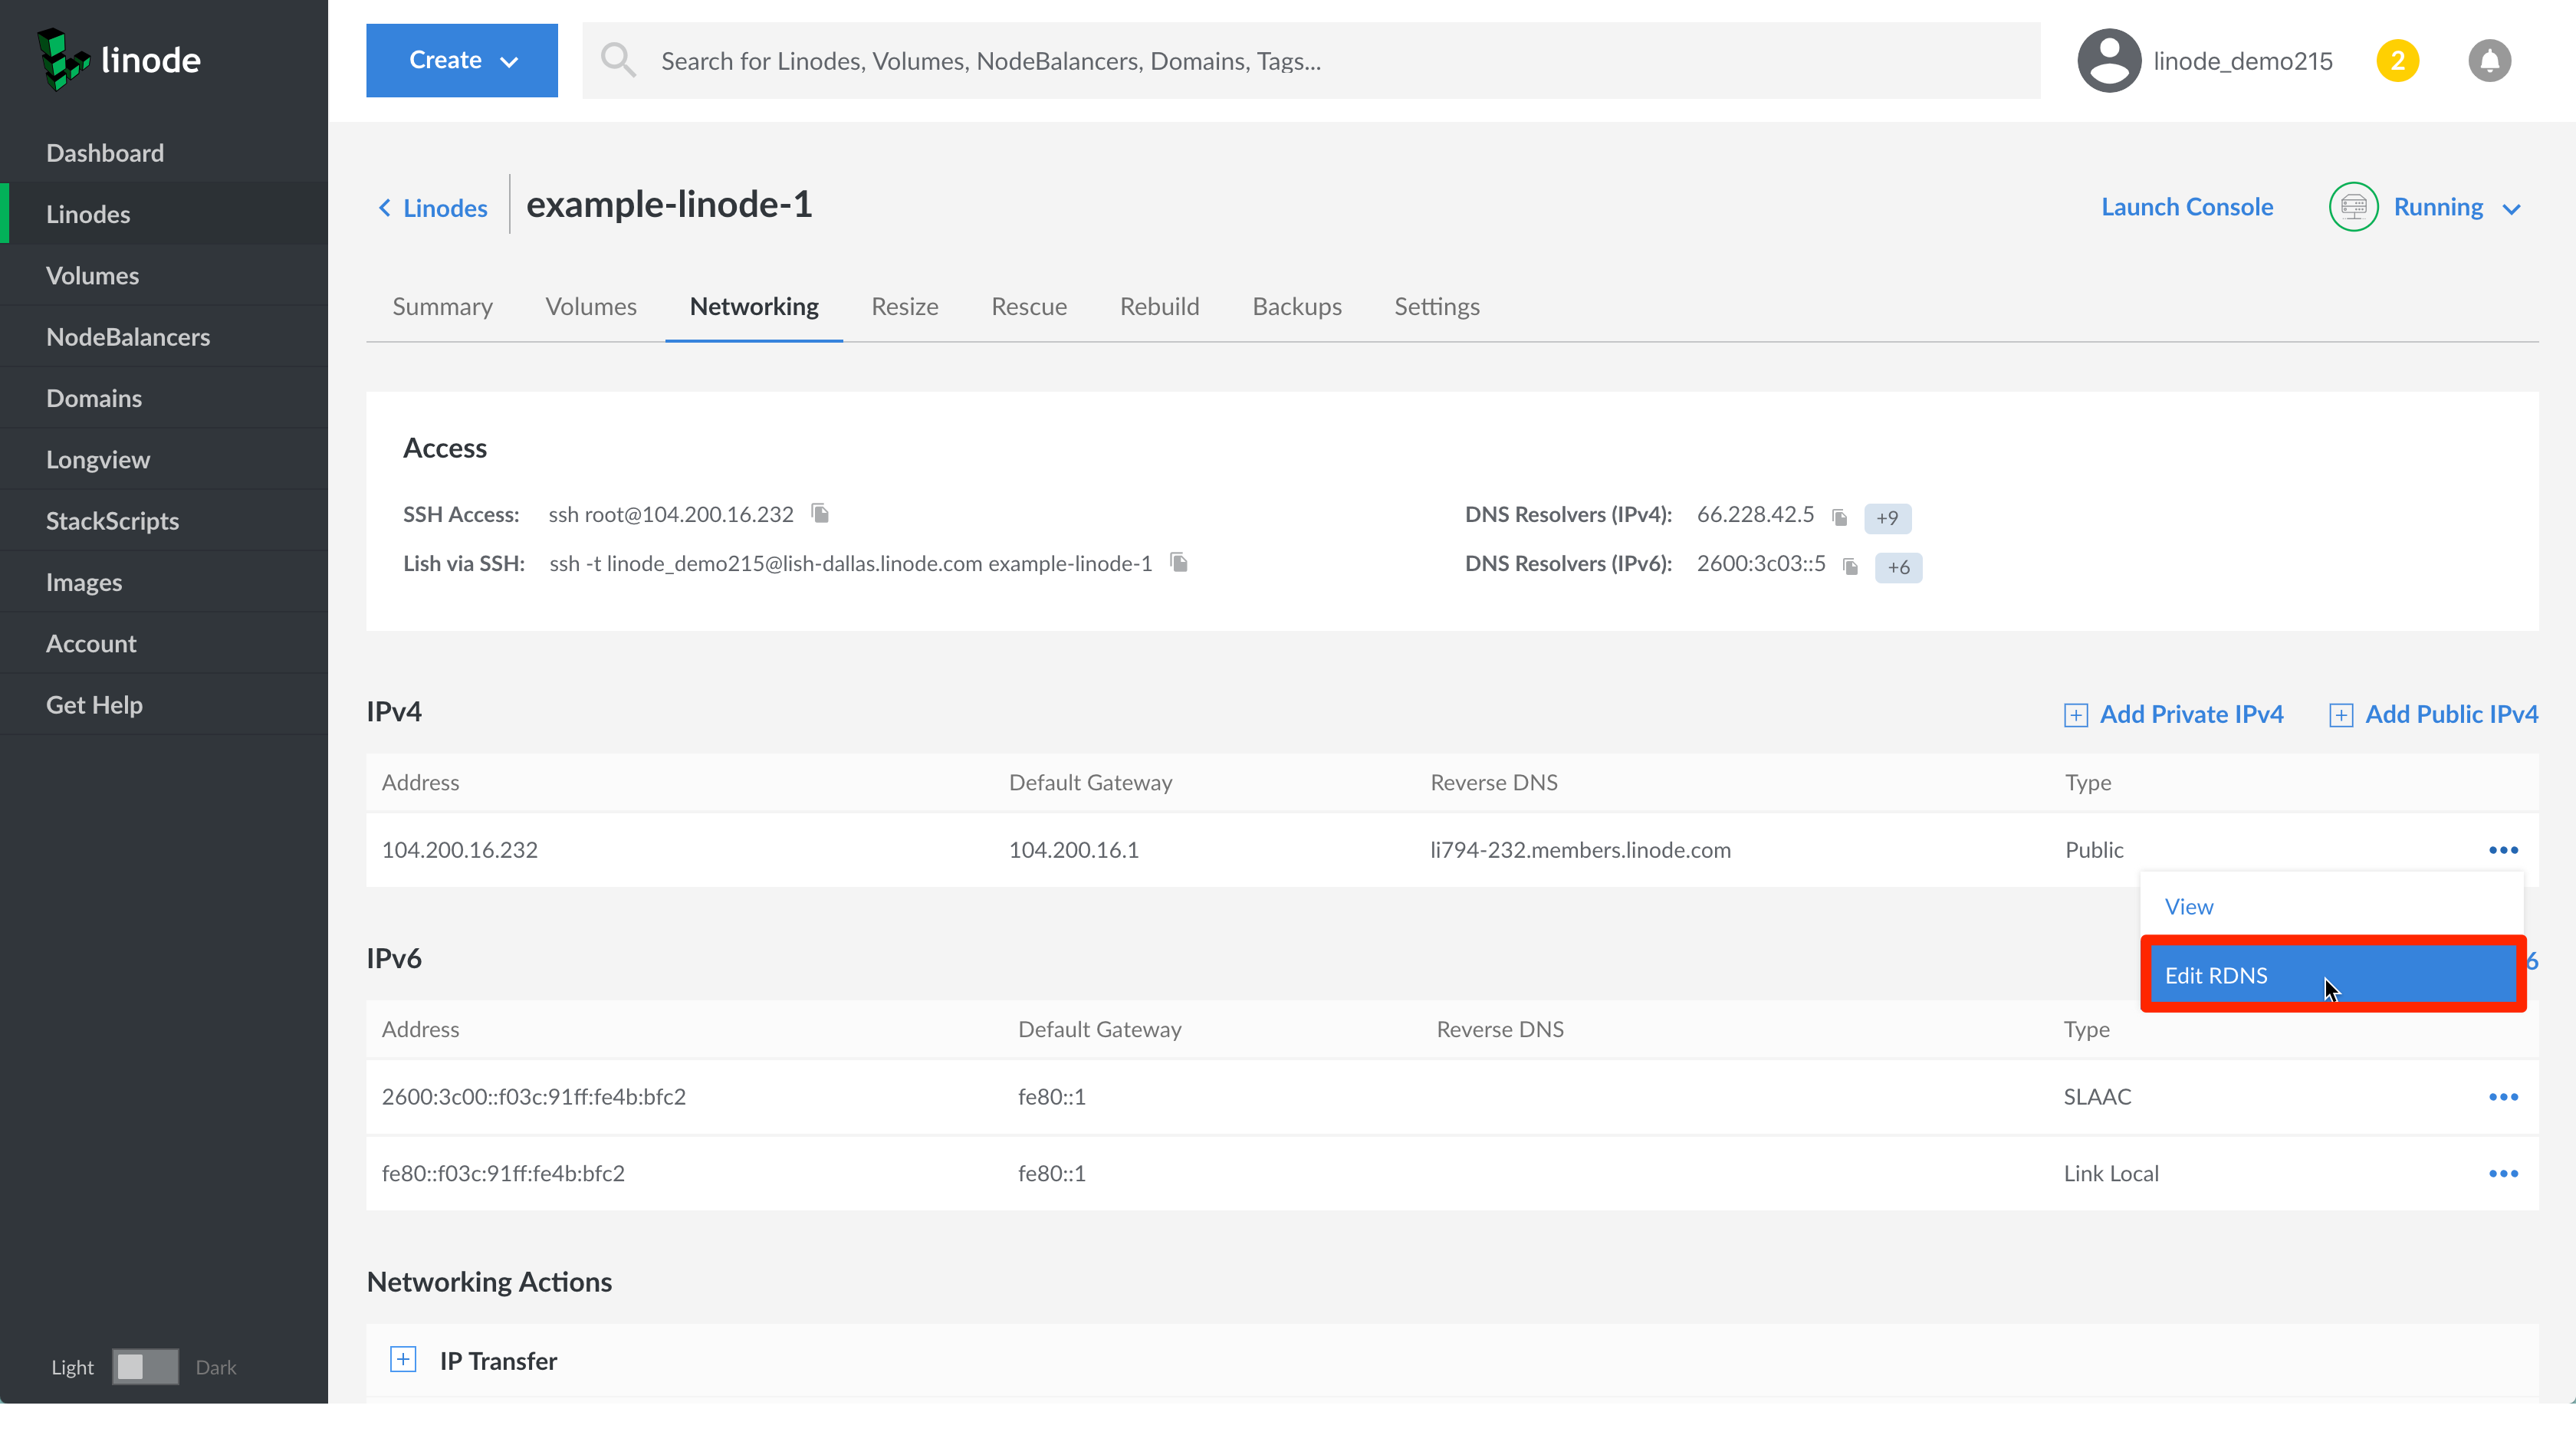 linode
Create
Search for Linodes, Volumes, NodeBalancers, Domains, Tags...
linode_demo215
2
Dashboard
Linodes
Volumes
NodeBalancers
Domains
Longview
StackScripts
Images
Account
Get Help
Light Dark
Linodes
example-linode-1
Launch Console
Running
Summary Volumes Networking Resize Rescue Rebuild Backups Settings
Access
SSH Access: ssh root@104.200.16.232
Lish via SSH: ssh -t linode_demo215@lish-dallas.linode.com example-linode-1
DNS Resolvers (IPv4): 66.228.42.5 +9
DNS Resolvers (IPv6): 2600:3c03::5 +6
IPv4
Add Private IPv4 Add Public IPv4
Address Default Gateway Reverse DNS Type
104.200.16.232 104.200.16.1 li794-232.members.linode.com Public
View
Edit RDNS
IPv6
6
Address Default Gateway Reverse DNS Type
2600:3c00::f03c:91ff:fe4b:bfc2 fe80::1 SLAAC
fe80::f03c:91ff:fe4b:bfc2 fe80::1 Link Local
Networking Actions
IP Transfer